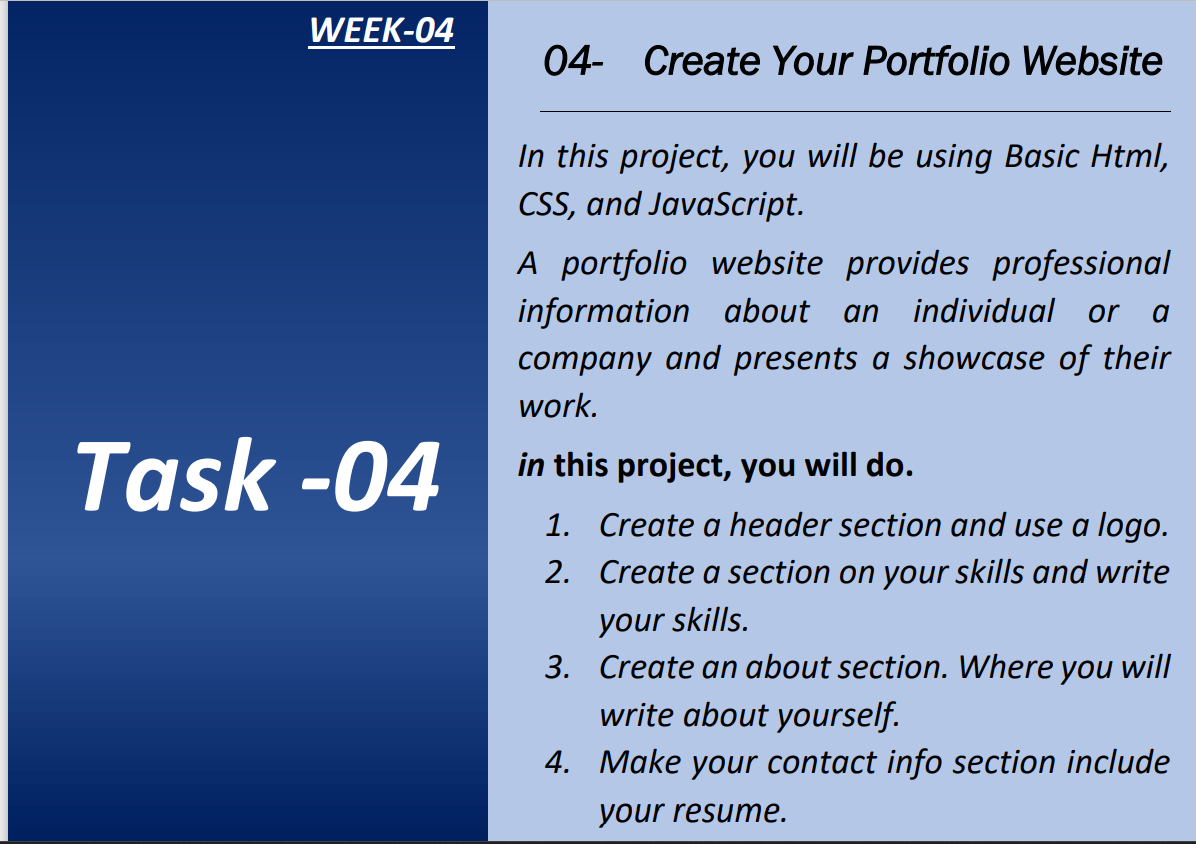 WEEK-04
Task -04
04- Create Your Portfolio Website
In this project, you will be using Basic Html,
CSS, and JavaScript.
A portfolio website provides professional
information about an individual or a
company and presents a showcase of their
work.
in this project, you will do.
1. Create a header section and use a logo.
2. Create a section on your skills and write
your skills.
3. Create an about section. Where you will
write about yourself.
4. Make your contact info section include
your resume.